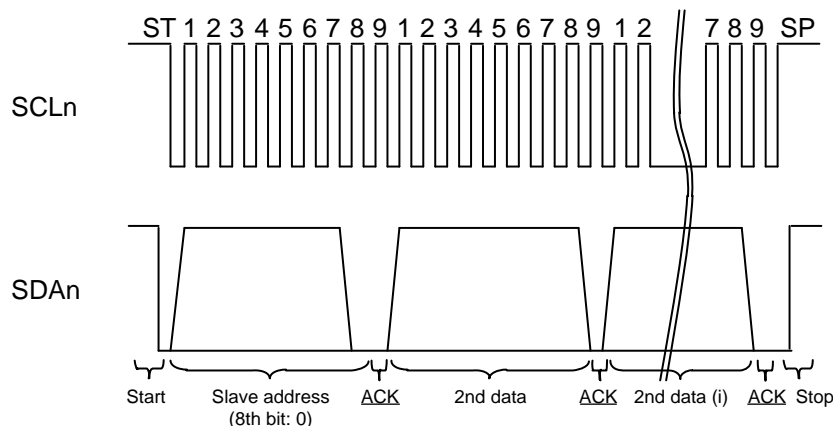 ST 1 2 3 4 5 6 7 8 9 1 2 3 4 5 6 7 8 9 1 2 7 8 9 SP
SCLn
SDAn
Start Slave address ACK 2nd data ACK 2nd data (i) ACK Stop
(8th bit: 0)